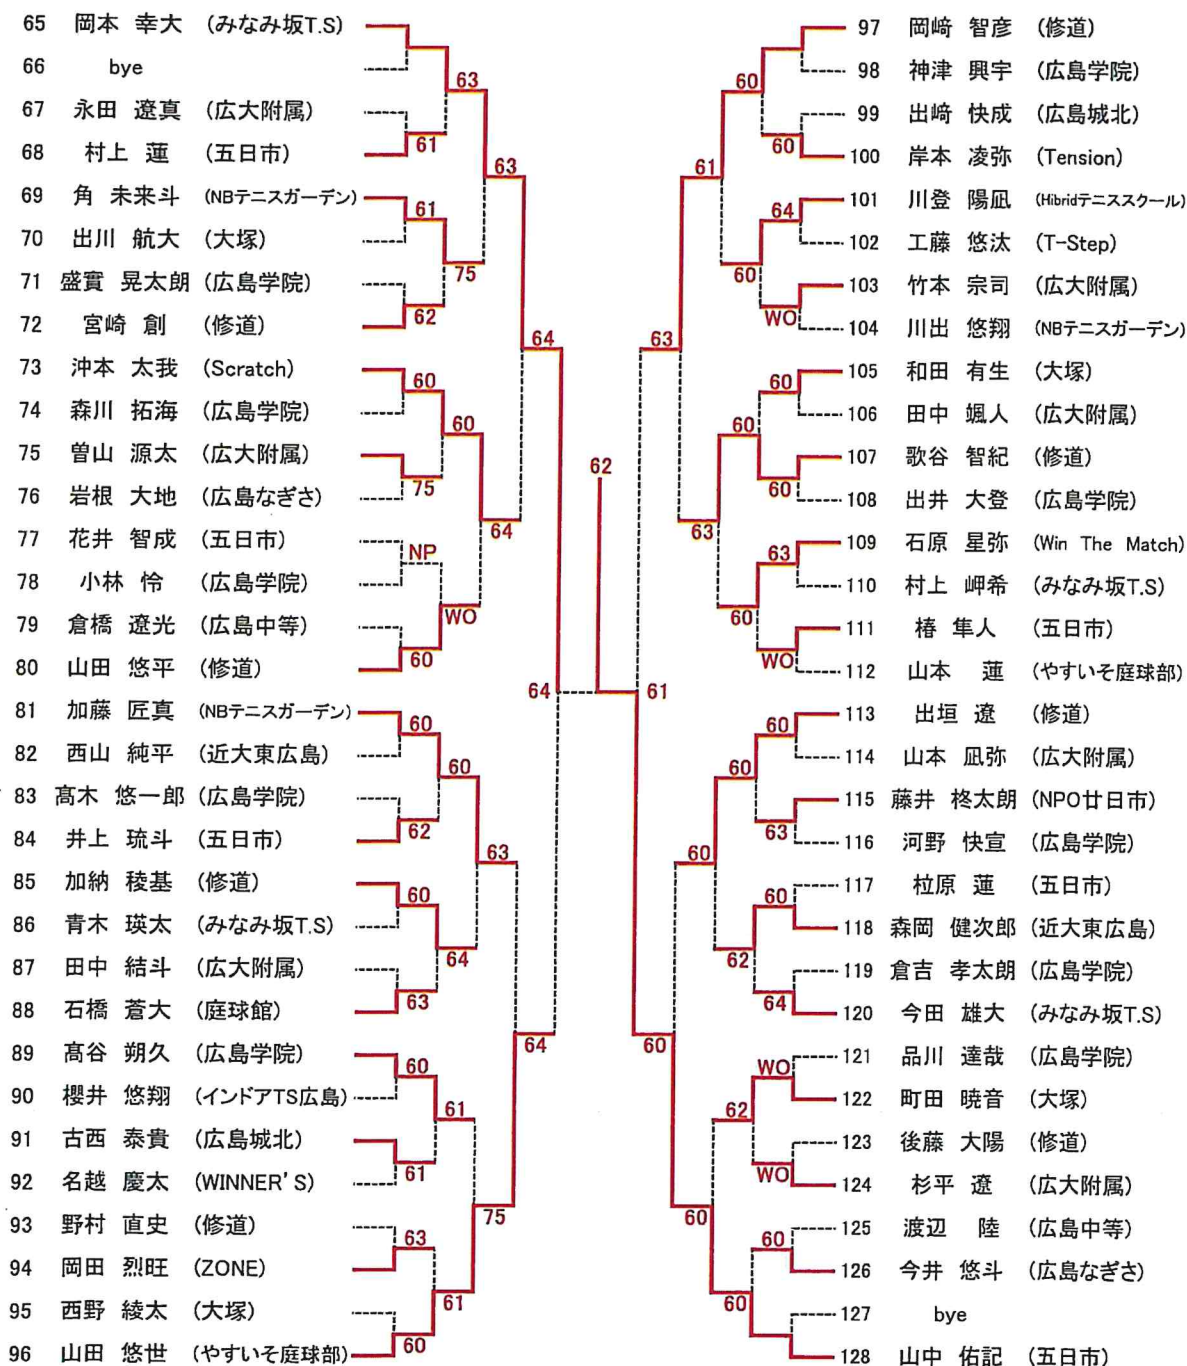 65 岡本 幸大 (みなみ坂T.S)
66 bye
63
67 永田 遼真 (広大附属)
61
68 村上 蓮 (五日市)
63
69 角 未来斗 (NBテニスガーデン)
61
70 出川 航大 (大塚)
75
71 盛實 晃太朗 (広島学院)
62
72 宮崎 創 (修道)
64
73 沖本 太我 (Scratch)
60
74 森川 拓海 (広島学院)
60
75 曽山 源太 (広大附属)
75
76 岩根 大地 (広島なぎさ)
64
77 花井 智成 (五日市)
NP
78 小林 怜 (広島学院)
WO
79 倉橋 遼光 (広島中等)
60
80 山田 悠平 (修道)
64
81 加藤 匠真 (NBテニスガーデン)
60
82 西山 純平 (近大東広島)
60
83 髙木 悠一郎 (広島学院)
62
84 井上 琉斗 (五日市)
63
85 加納 稜基 (修道)
60
86 青木 瑛太 (みなみ坂T.S)
64
87 田中 結斗 (広大附属)
63
88 石橋 蒼大 (庭球館)
64
89 髙谷 朔久 (広島学院)
60
90 櫻井 悠翔 (インドアTS広島)
61
91 古西 泰貴 (広島城北)
61
92 名越 慶太 (WINNER'S)
75
93 野村 直史 (修道)
63
94 岡田 烈旺 (ZONE)
61
95 西野 綾太 (大塚)
60
96 山田 悠世 (やすいそ庭球部)
62
97 岡﨑 智彦 (修道)
60
98 神津 興宇 (広島学院)
99 出﨑 快成 (広島城北)
60
100 岸本 凌弥 (Tension)
61
101 川登 陽凪 (Hibridテニススクール)
64
102 工藤 悠汰 (T-Step)
60
103 竹本 宗司 (広大附属)
WO
104 川出 悠翔 (NBテニスガーデン)
63
105 和田 有生 (大塚)
60
106 田中 颯人 (広大附属)
60
107 歌谷 智紀 (修道)
60
108 出井 大登 (広島学院)
63
109 石原 星弥 (Win The Match)
63
110 村上 岬希 (みなみ坂T.S)
60
111 椿 隼人 (五日市)
WO
112 山本 蓮 (やすいそ庭球部)
61
113 出垣 遼 (修道)
60
114 山本 凪弥 (広大附属)
60
115 藤井 柊太朗 (NPO廿日市)
63
116 河野 快宣 (広島学院)
60
117 柆原 蓮 (五日市)
60
118 森岡 健次郎 (近大東広島)
62
119 倉吉 孝太朗 (広島学院)
64
120 今田 雄大 (みなみ坂T.S)
60
121 品川 達哉 (広島学院)
WO
122 町田 暁音 (大塚)
62
123 後藤 大陽 (修道)
WO
124 杉平 遼 (広大附属)
60
125 渡辺 陸 (広島中等)
60
126 今井 悠斗 (広島なぎさ)
60
127 bye
128 山中 佑記 (五日市)